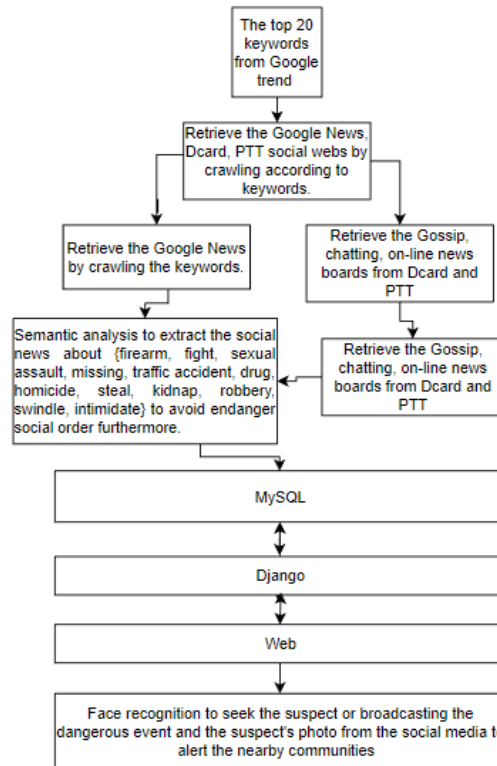 The top 20
keywords
from Google
trend
Retrieve the Google News,
Dcard, PTT social webs by
crawling according to
keywords.
Retrieve the Google News
by crawling the keywords.
Retrieve the Gossip,
chatting, on-line news
boards from Dcard and
PTT
Semantic analysis to extract the social
news about {firearm, fight, sexual
assault, missing, traffic accident, drug,
homicide, steal, kidnap, robbery,
swindle, intimidate} to avoid endanger
social order furthermore.
Retrieve the Gossip,
chatting, on-line news
boards from Dcard and
PTT
MySQL
Django
Web
Face recognition to seek the suspect or broadcasting the
dangerous event and the suspect's photo from the social media t
alert the nearby communities